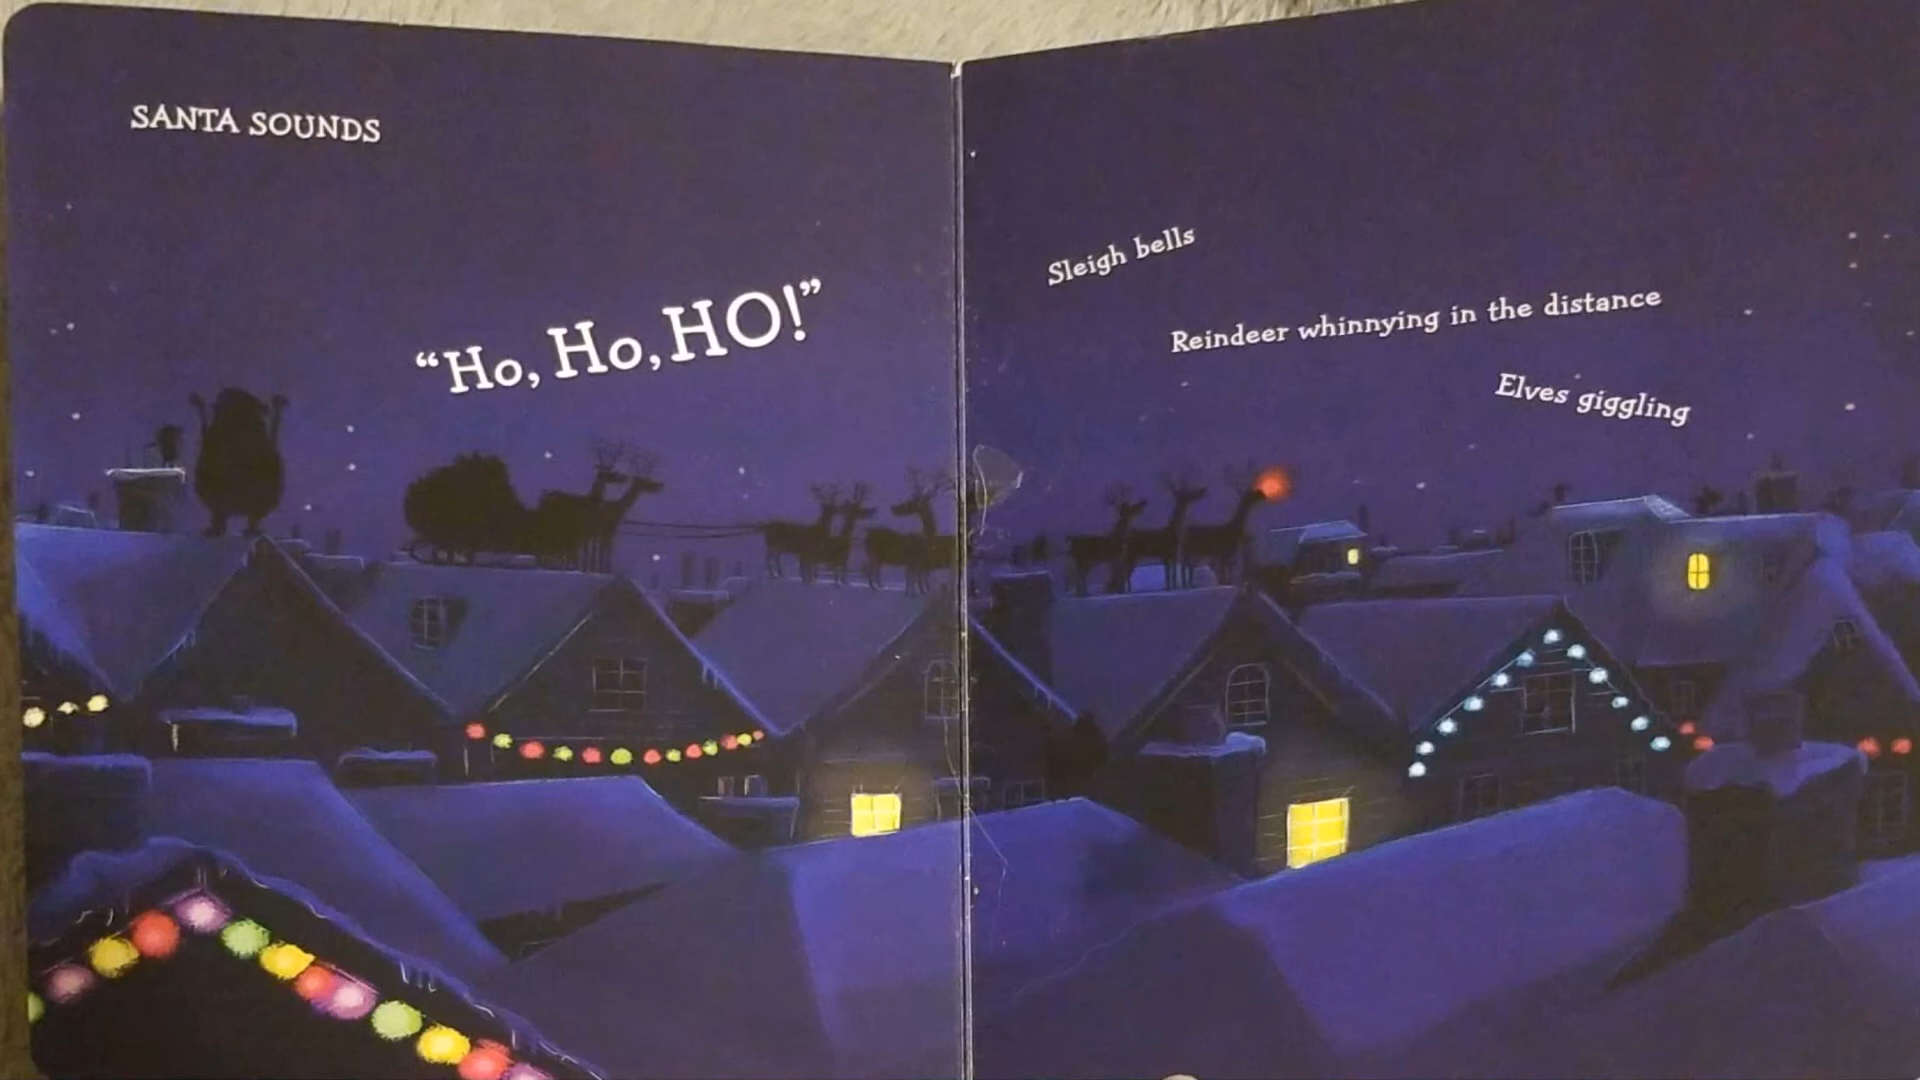 SANTA SOUNDS
“Ho, Ho, HO!”
Sleigh bells
Reindeer whinnying in the distance
Elves giggling